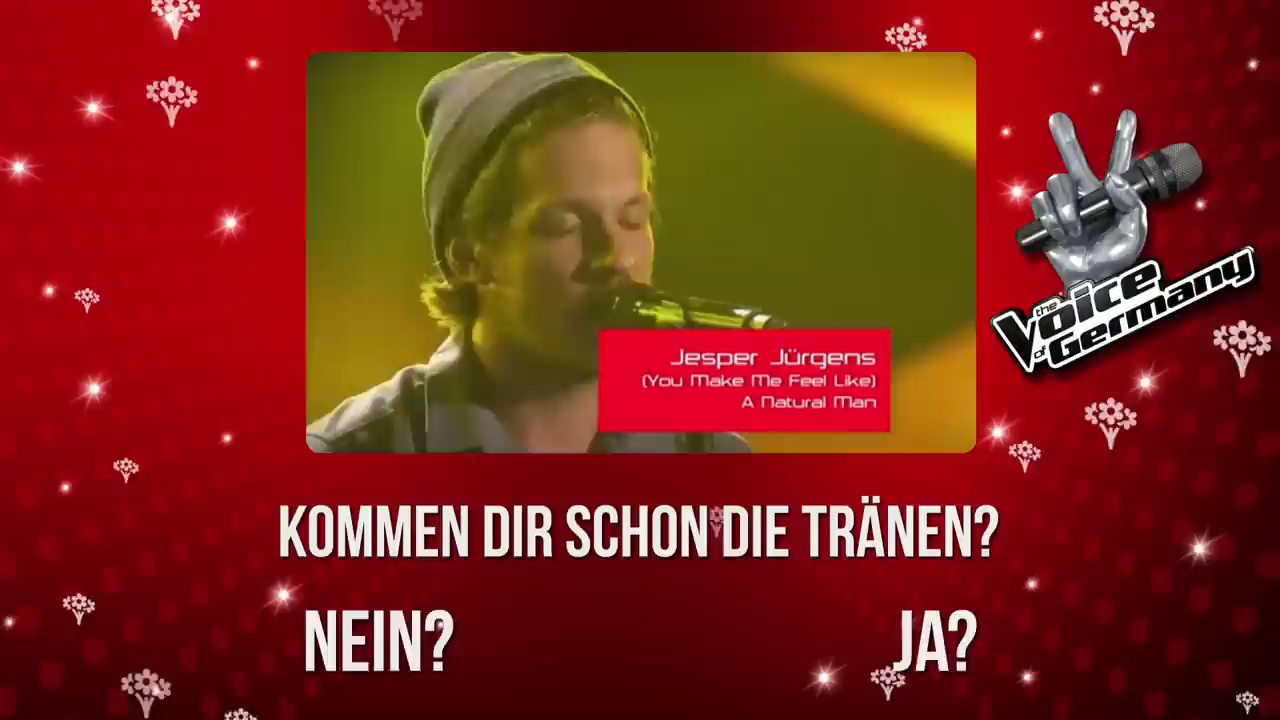 the
Voice
of Germany
Jesper Jürgens
(You Make Me Feel Like)
A Natural Man
KOMMEN DIR SCHON DIE TRÄNEN?
NEIN?
JA?